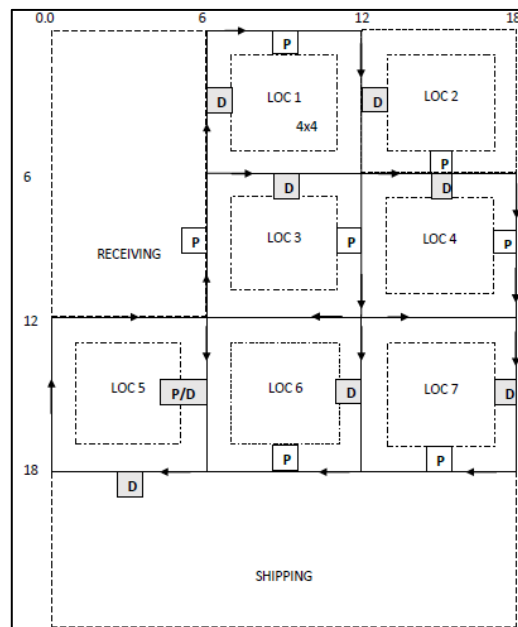 0.0 6 12 18
P
LOC 1 LOC 2
D D
4x4
P
6
D D
LOC 3 LOC 4
P P P
RECEIVING
12
LOC 5 LOC 6 LOC 7
P/D D D
P P
18
D
SHIPPING